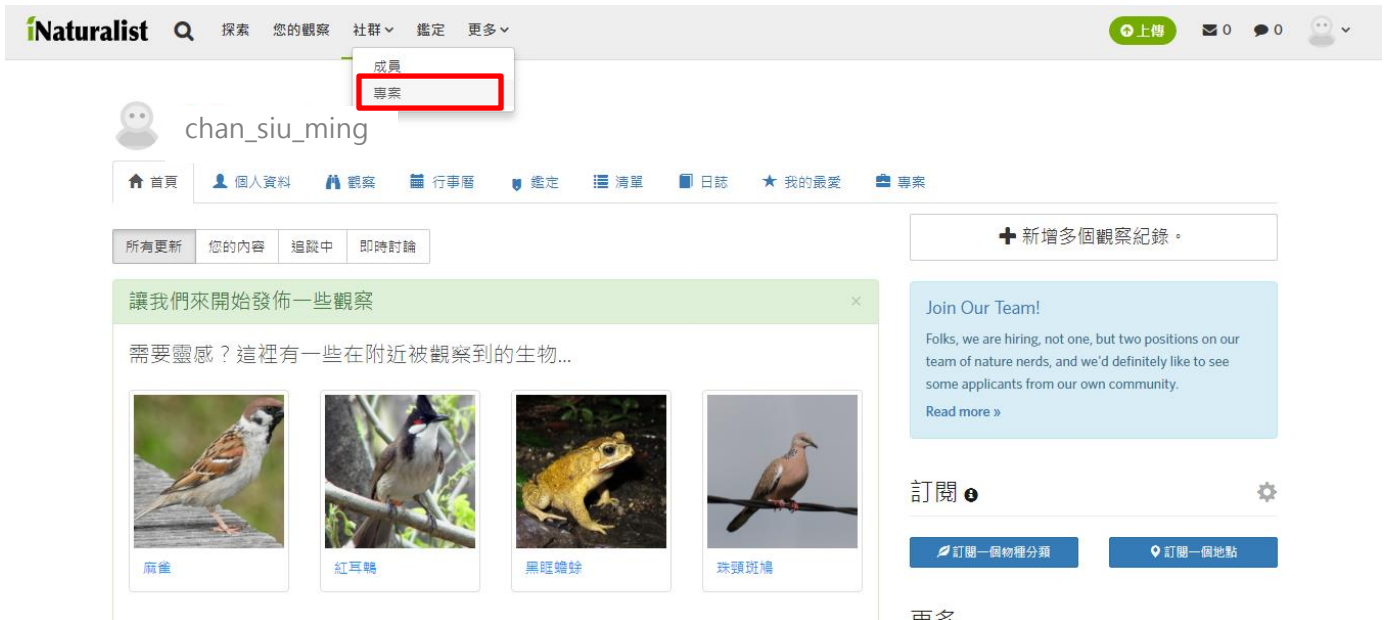 iNaturalist 探索 您的觀察 社群 鑑定 更多 上傳 0 0
成員
專案
chan_siu_ming
首頁 個人資料 觀察 行事曆 鑑定 清單 日誌 我的最愛 專案
所有更新 您的內容 追蹤中 即時討論
新增多個觀察紀錄。
讓我們來開始發佈一些觀察 ×
需要靈感？這裡有一些在附近被觀察到的生物...
麻雀 紅耳鵯 黑眶蟾蜍 珠頸斑鳩
Join Our Team!
Folks, we are hiring, not one, but two positions on our
team of nature nerds, and we'd definitely like to see
some applicants from our own community.
Read more »
訂閱
訂閱一個物種分類 訂閱一個地點
更多